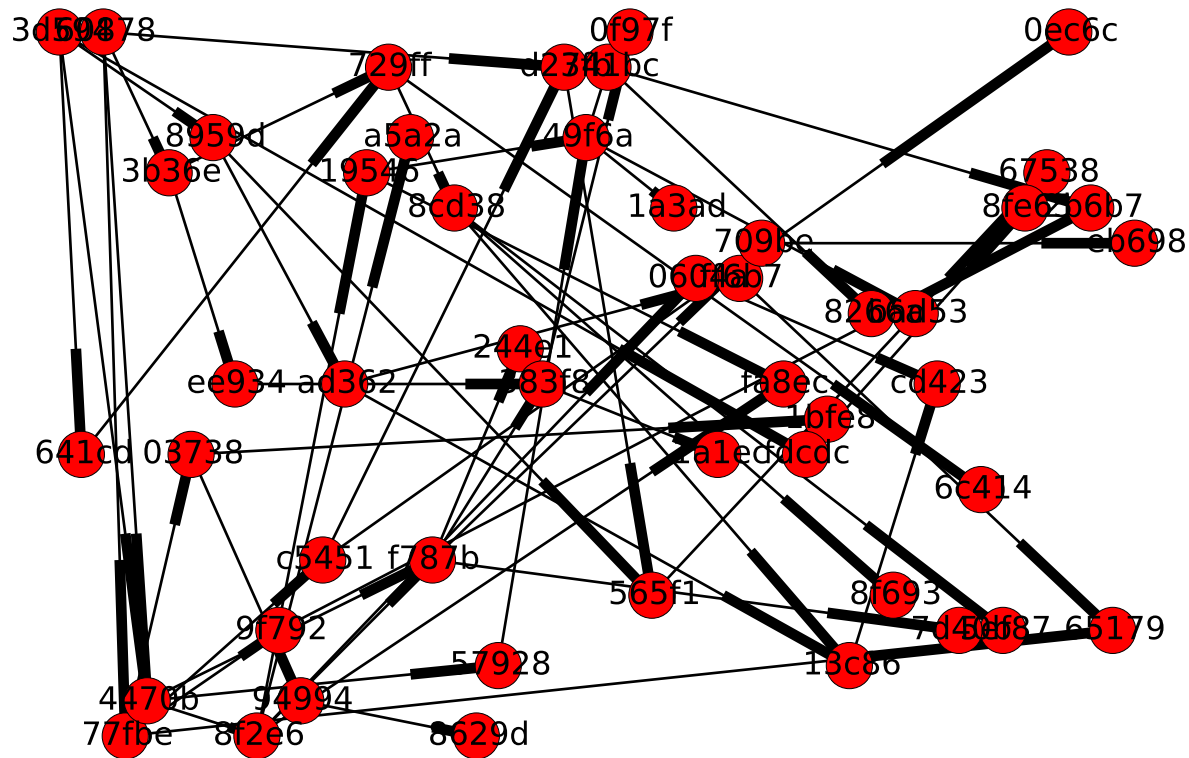 0f97f
0ec6c
729ff
8959d
a5a2a
49f6a
3b36e
19546
67538
8cd38
1a3ad
2b6b7
709be
eb698
244e1
ee934
ad362
fa8ec
cd423
1bfe8
641cd
03738
6c414
c5451
f787b
565f1
8f693
9f792
65179
57928
13c86
4470b
94994
77fbe
8f2e6
8629d